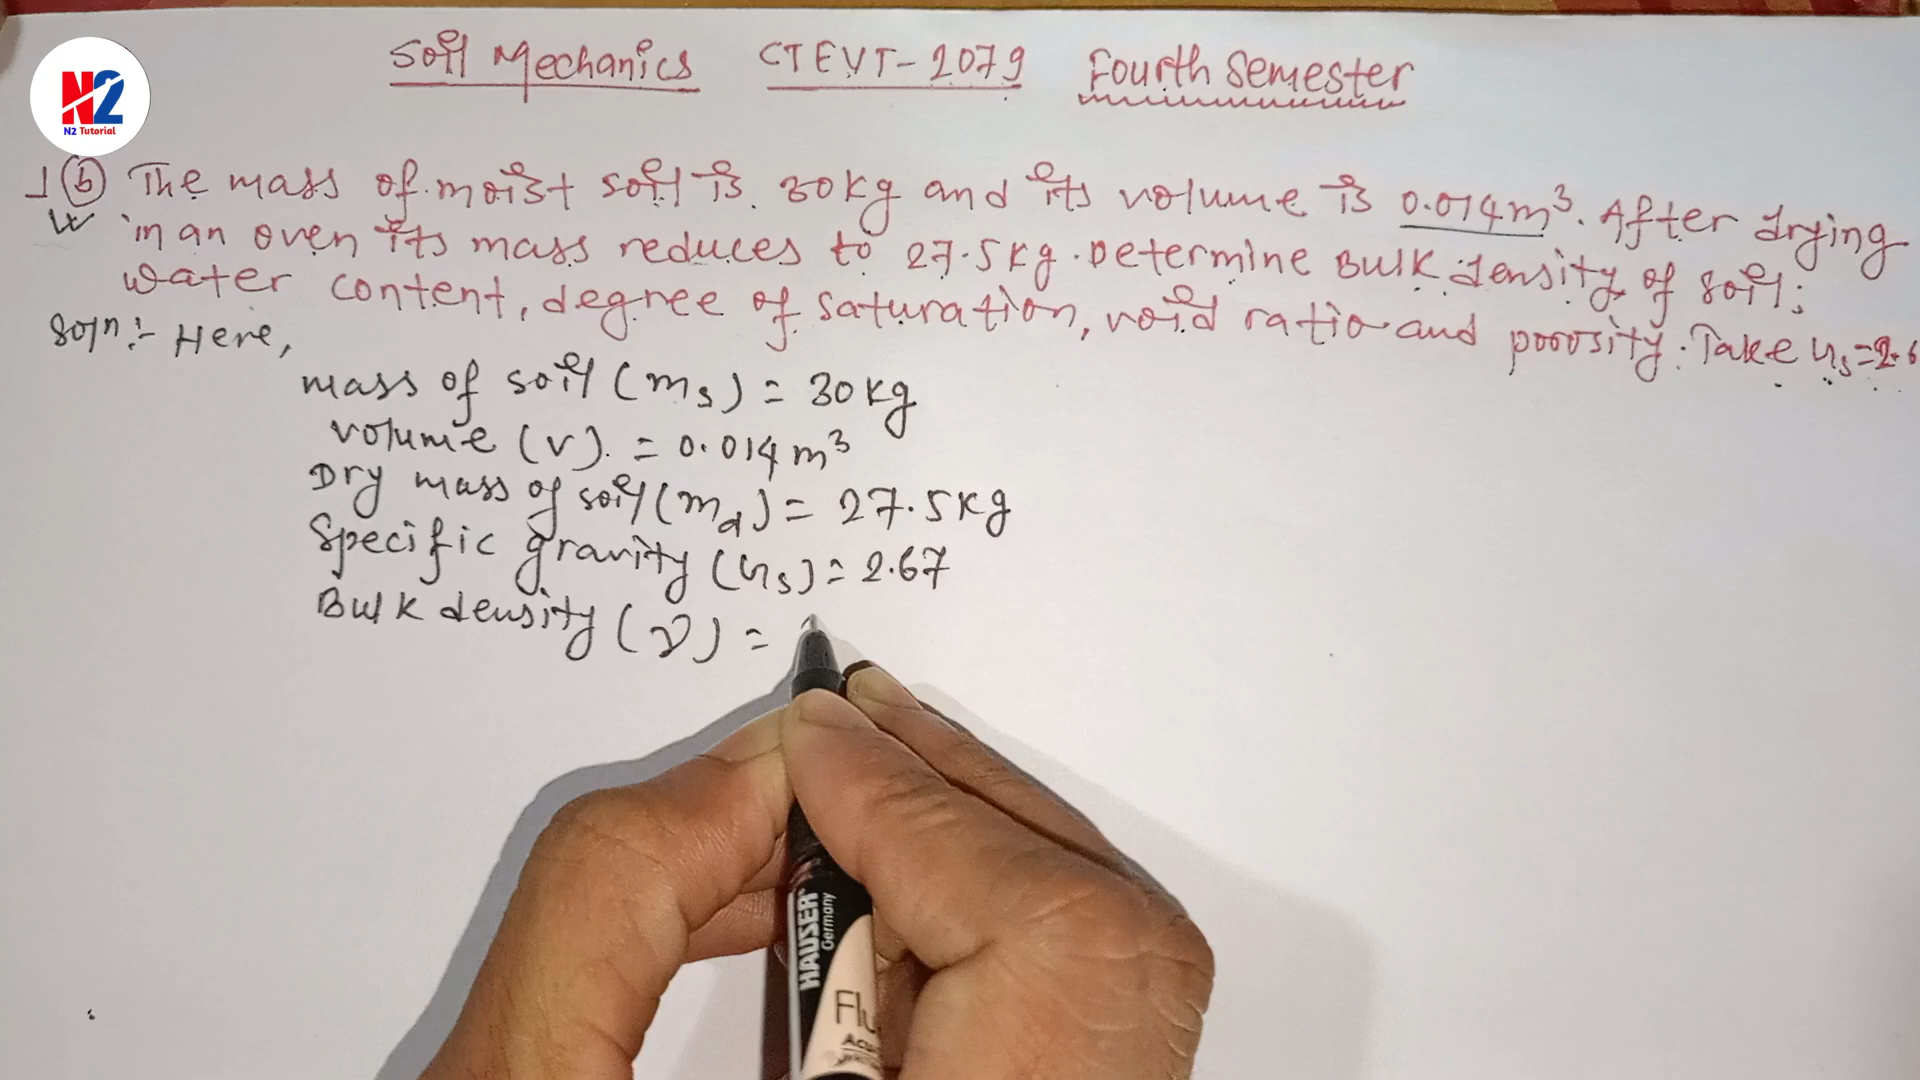 N2
N2 Tutorial
Soil Mechanics CTEVT-2079 Fourth Semester
1 (b) The mass of moist soil is 30kg and its volume is 0.014m³. After drying
in an oven its mass reduces to 27.5kg. Determine Bulk density of soil;
water content, degree of saturation, void ratio and porosity. Take Gs=2.6
Soln:- Here,
mass of soil (ms) = 30kg
volume (v) = 0.014m³
Dry mass of soil (md) = 27.5kg
Specific gravity (Gs) = 2.67
Bulk density (γ) =
HAUSER
Germany